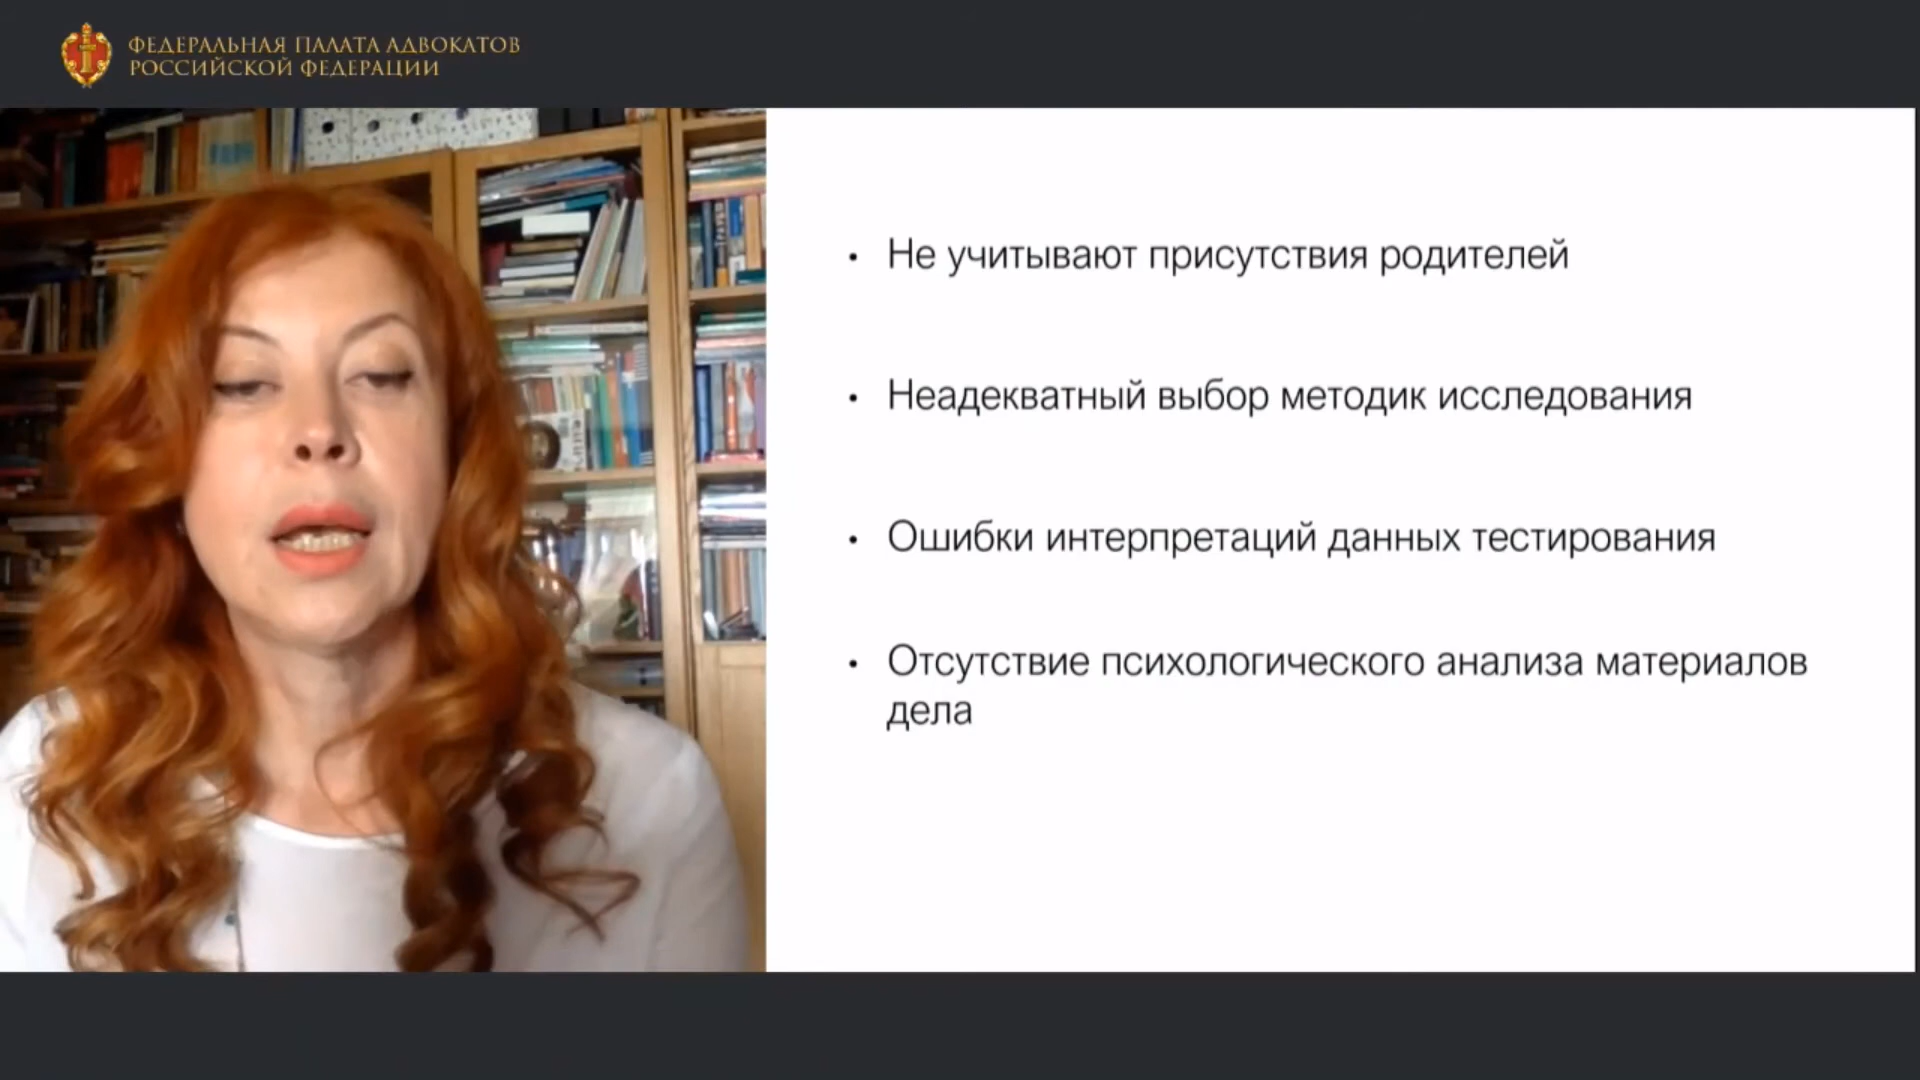 ФЕДЕРАЛЬНАЯ ПАЛАТА АДВОКАТОВ
РОССИЙСКОЙ ФЕДЕРАЦИИ
• Не учитывают присутствия родителей
• Неадекватный выбор методик исследования
• Ошибки интерпретаций данных тестирования
• Отсутствие психологического анализа материалов
дела